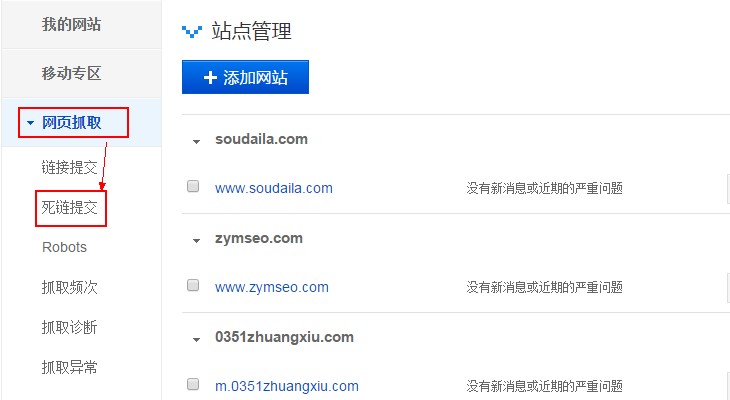 我的网站
移动专区
网页抓取
链接提交
死链提交
Robots
抓取频次
抓取诊断
抓取异常
站点管理
+ 添加网站
soudaila.com
www.soudaila.com 没有新消息或近期的严重问题
zymseo.com
www.zymseo.com 没有新消息或近期的严重问题
0351zhuangxiu.com
m.0351zhuangxiu.com 没有新消息或近期的严重问题